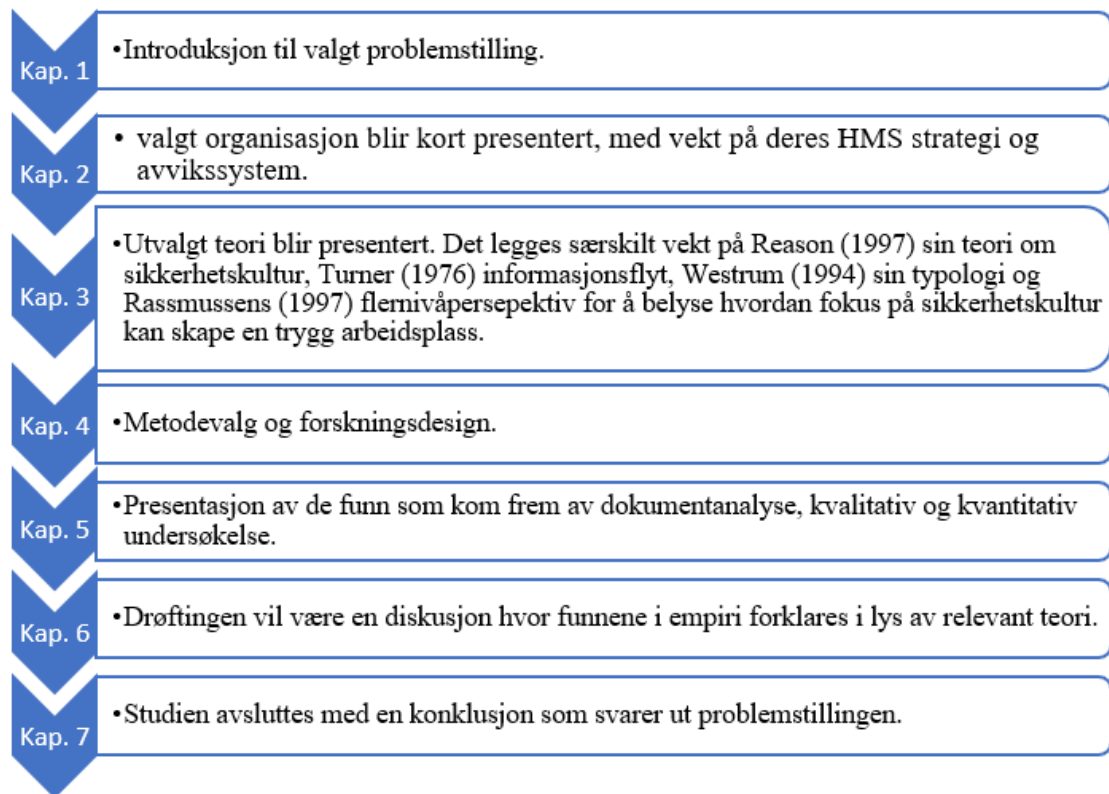 Kap. 1
•Introduksjon til valgt problemstilling.
Kap. 2
• valgt organisasjon blir kort presentert, med vekt på deres HMS strategi og
avvikssystem.
Kap. 3
•Utvalgt teori blir presentert. Det legges særskilt vekt på Reason (1997) sin teori om
sikkerhetskultur, Turner (1976) informasjonsflyt, Westrum (1994) sin typologi og
Rassmussens (1997) flernivåpersepektiv for å belyse hvordan fokus på sikkerhetskultur
kan skape en trygg arbeidsplass.
Kap. 4
•Metodevalg og forskningsdesign.
Kap. 5
•Presentasjon av de funn som kom frem av dokumentanalyse, kvalitativ og kvantitativ
undersøkelse.
Kap. 6
•Drøftingen vil være en diskusjon hvor funnene i empiri forklares i lys av relevant teori.
Kap. 7
•Studien avsluttes med en konklusjon som svarer ut problemstillingen.